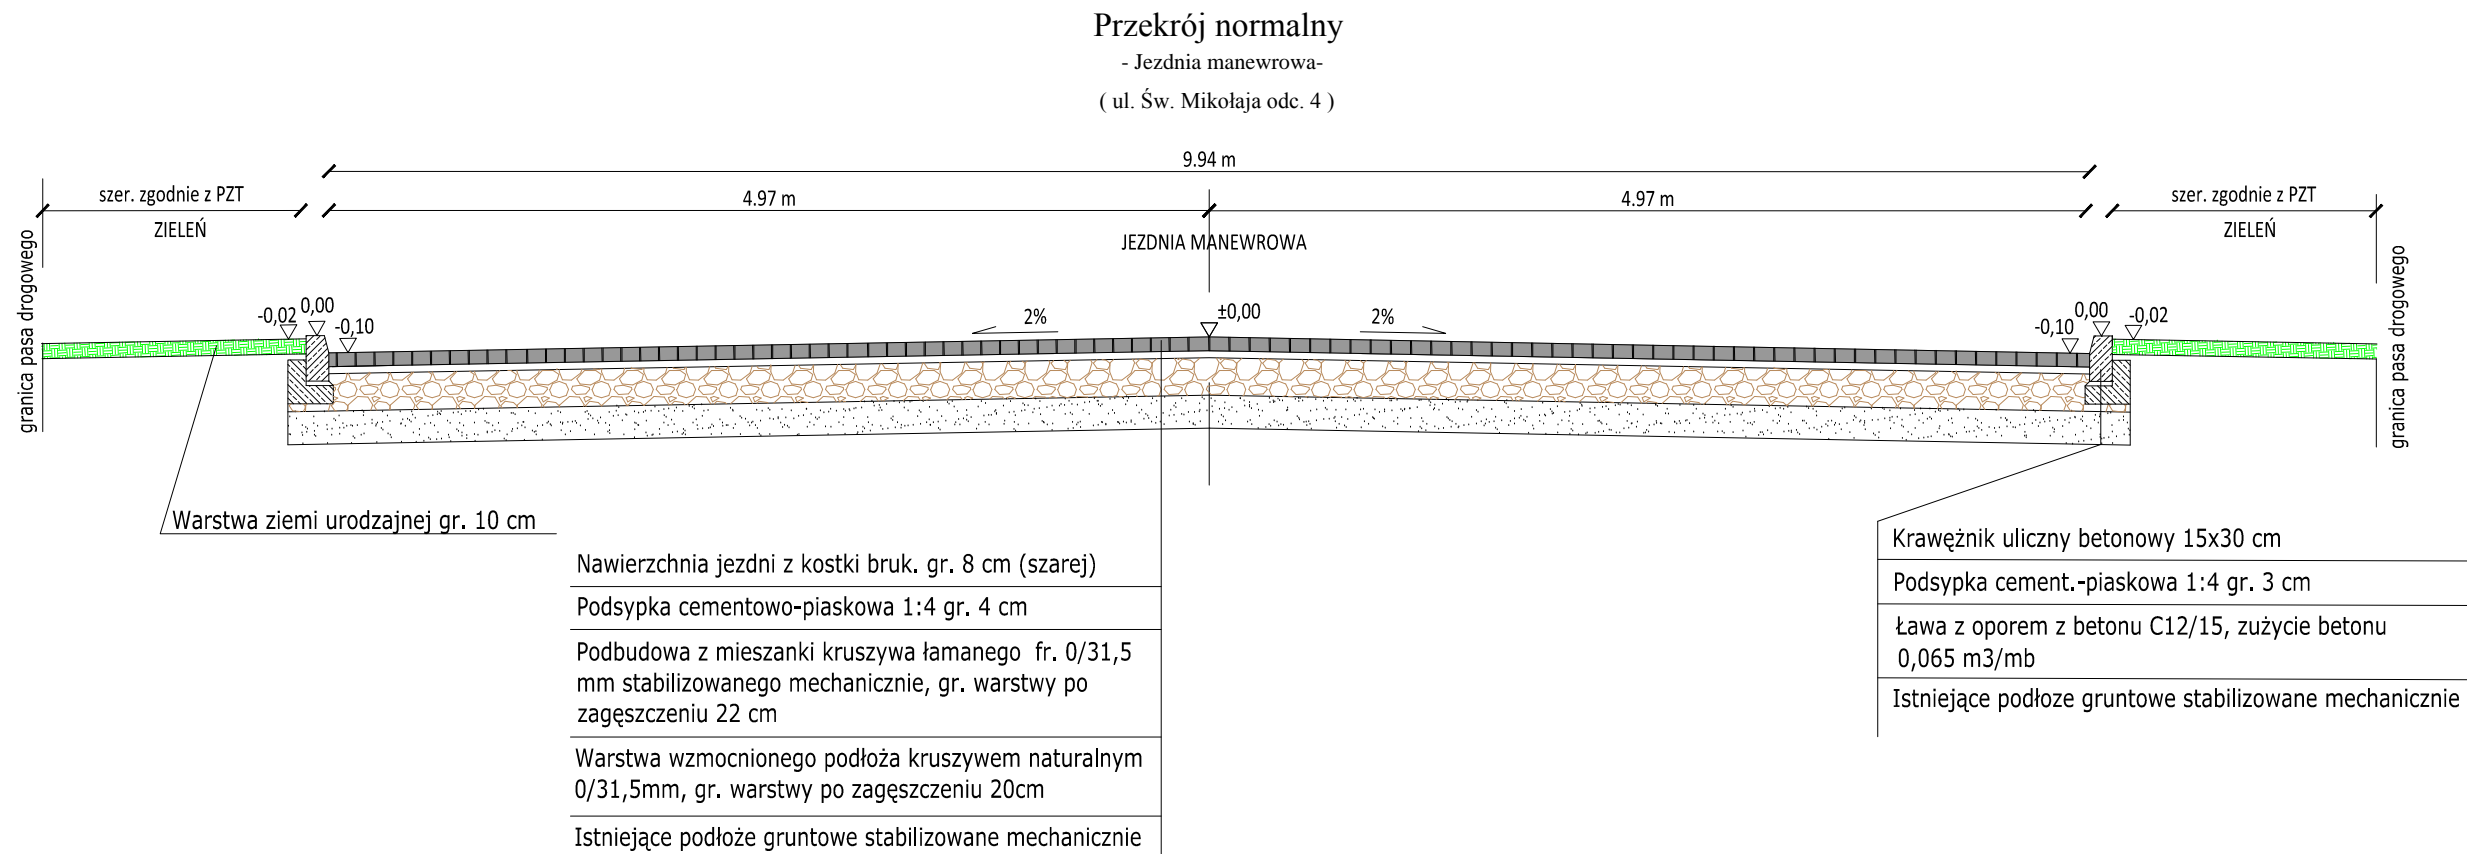 Przekrój normalny
- Jezdnia manewrowa-
( ul. Św. Mikołaja odc. 4 )
9.94 m
szer. zgodnie z PZT
4.97 m
4.97 m
szer. zgodnie z PZT
ZIELEŃ
JEZDNIA MANEWROWA
ZIELEŃ
granica pasa drogowego
granica pasa drogowego
-0,02
0,00
-0,10
2%
±0,00
2%
-0,10
0,00
-0,02
Warstwa ziemi urodzajnej gr. 10 cm
Nawierzchnia jezdni z kostki bruk. gr. 8 cm (szarej)
Podsypka cementowo-piaskowa 1:4 gr. 4 cm
Podbudowa z mieszanki kruszywa łamanego fr. 0/31,5
mm stabilizowanego mechanicznie, gr. warstwy po
zagęszczeniu 22 cm
Warstwa wzmocnionego podłoża kruszywem naturalnym
0/31,5mm, gr. warstwy po zagęszczeniu 20cm
Istniejące podłoże gruntowe stabilizowane mechanicznie
Krawężnik uliczny betonowy 15x30 cm
Podsypka cement.-piaskowa 1:4 gr. 3 cm
Ława z oporem z betonu C12/15, zużycie betonu
0,065 m3/mb
Istniejące podłoze gruntowe stabilizowane mechanicznie